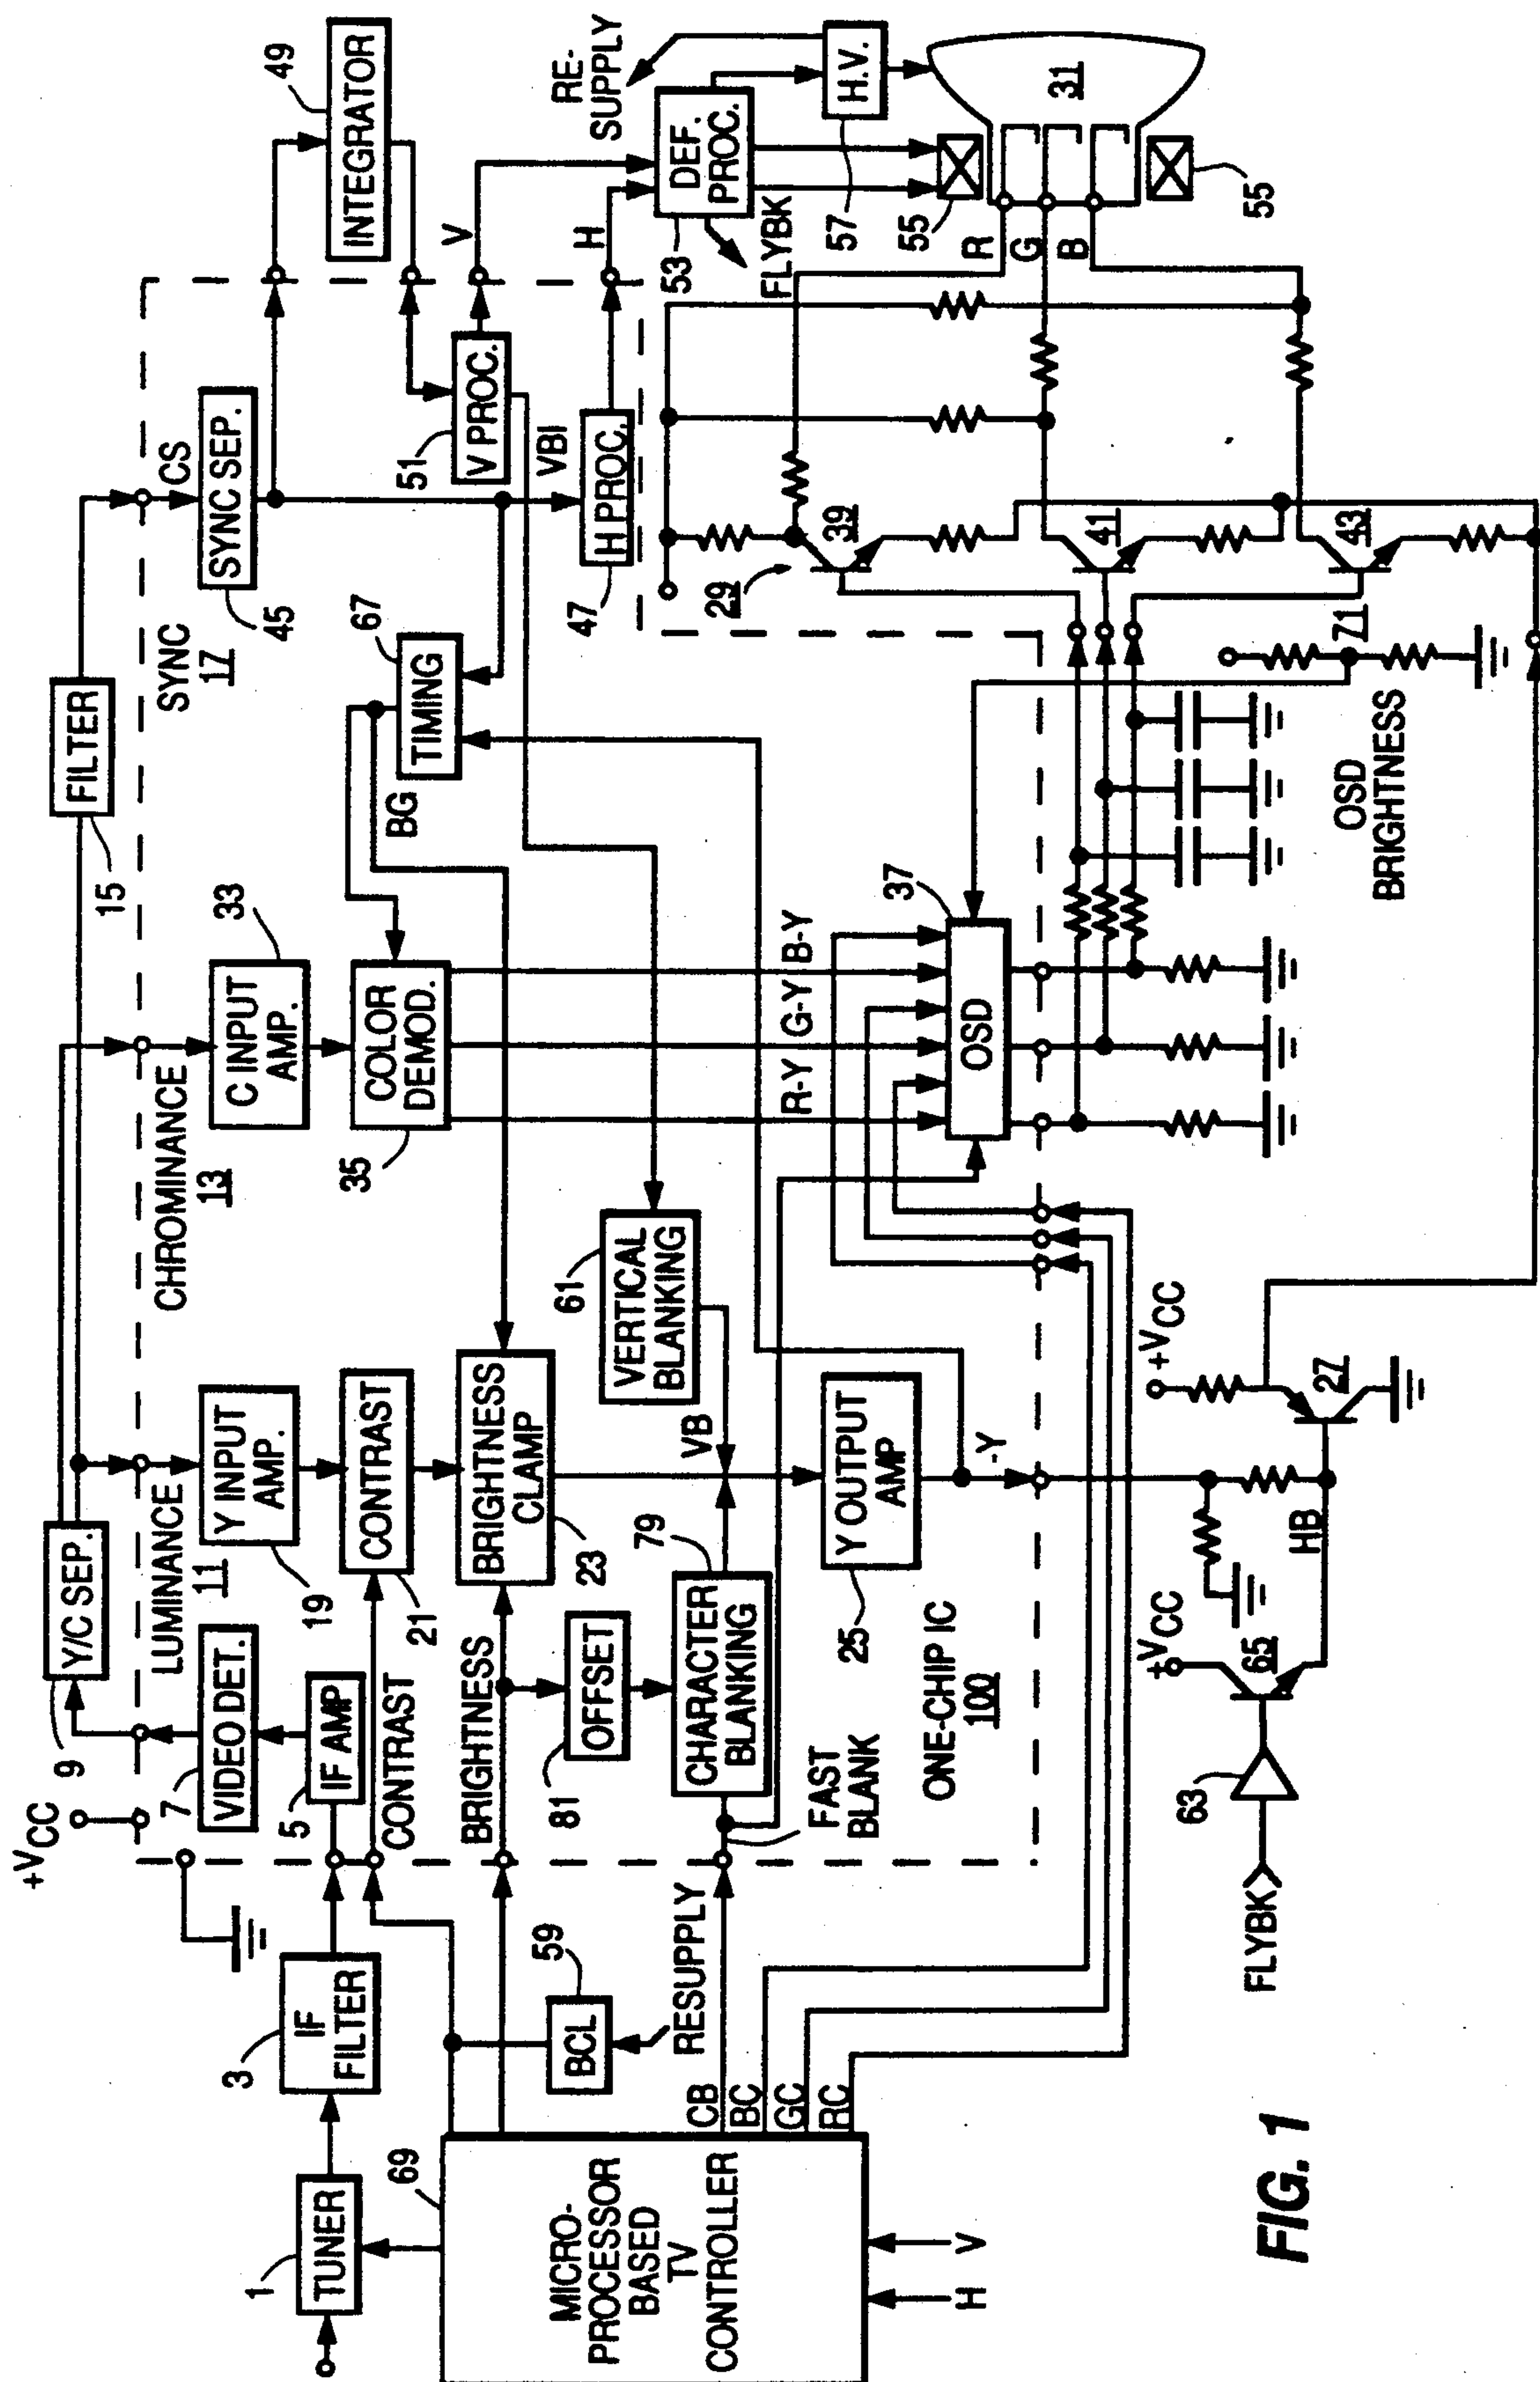 +VCC
9
Y/C SEP.
15
FILTER
7
VIDEO DET.
LUMINANCE
11
CHROMINANCE
13
SYNC
17
CS
49
INTEGRATOR
3
IF
FILTER
5
IF AMP
19
Y INPUT
AMP.
33
C INPUT
AMP.
45
SYNC SEP.
1
TUNER
CONTRAST
21
CONTRAST
35
COLOR
DEMOD.
BG
67
TIMING
51
V PROC.
V
69
MICRO-
PROCESSOR
BASED
TV
CONTROLLER
59
BCL
RESUPPLY
BRIGHTNESS
81
OFFSET
23
BRIGHTNESS
CLAMP
61
VERTICAL
BLANKING
VBI
47
H PROC.
H
RE-
SUPPLY
53
DEF.
PROC.
FLYBK
57
H.V.
CB
BC
GC
RC
FAST
BLANK
79
CHARACTER
BLANKING
VB
25
Y OUTPUT
AMP
-Y
R-Y
G-Y
B-Y
37
OSD
29
39
41
43
R
G
B
55
31
55
H
V
ONE-CHIP IC
100
71
OSD
BRIGHTNESS
FLYBK
63
+VCC
65
HB
+VCC
27
FIG. 1